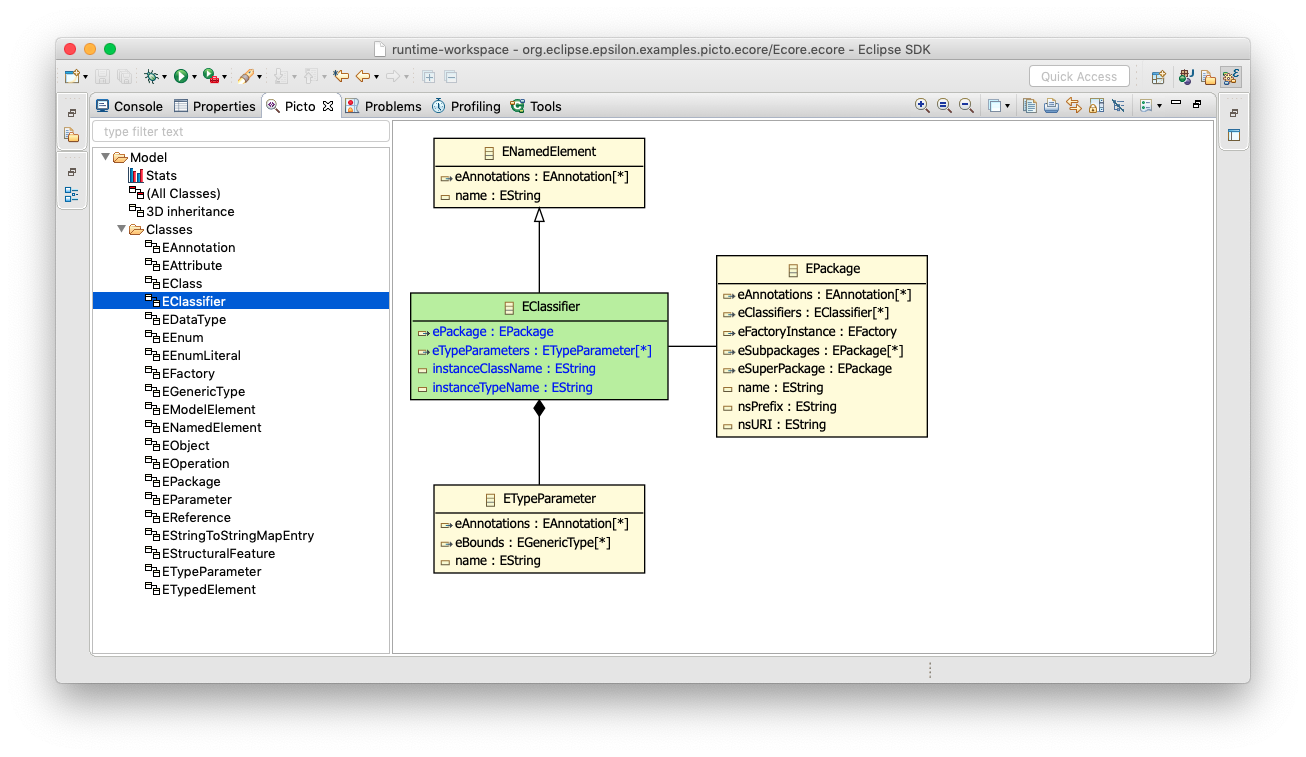 runtime-workspace - org.eclipse.epsilon.examples.picto.ecore/Ecore.ecore - Eclipse SDK
Quick Access
Console Properties Picto Problems Profiling Tools
type filter text
Model
Stats
(All Classes)
3D inheritance
Classes
EAnnotation
EAttribute
EClass
EClassifier
EDataType
EEnum
EEnumLiteral
EFactory
EGenericType
EModelElement
ENamedElement
EObject
EOperation
EPackage
EParameter
EReference
EStringToStringMapEntry
EStructuralFeature
ETypeParameter
ETypedElement
ENamedElement
eAnnotations : EAnnotation[*]
name : EString
EClassifier
ePackage : EPackage
eTypeParameters : ETypeParameter[*]
instanceClassName : EString
instanceTypeName : EString
EPackage
eAnnotations : EAnnotation[*]
eClassifiers : EClassifier[*]
eFactoryInstance : EFactory
eSubpackages : EPackage[*]
eSuperPackage : EPackage
name : EString
nsPrefix : EString
nsURI : EString
ETypeParameter
eAnnotations : EAnnotation[*]
eBounds : EGenericType[*]
name : EString